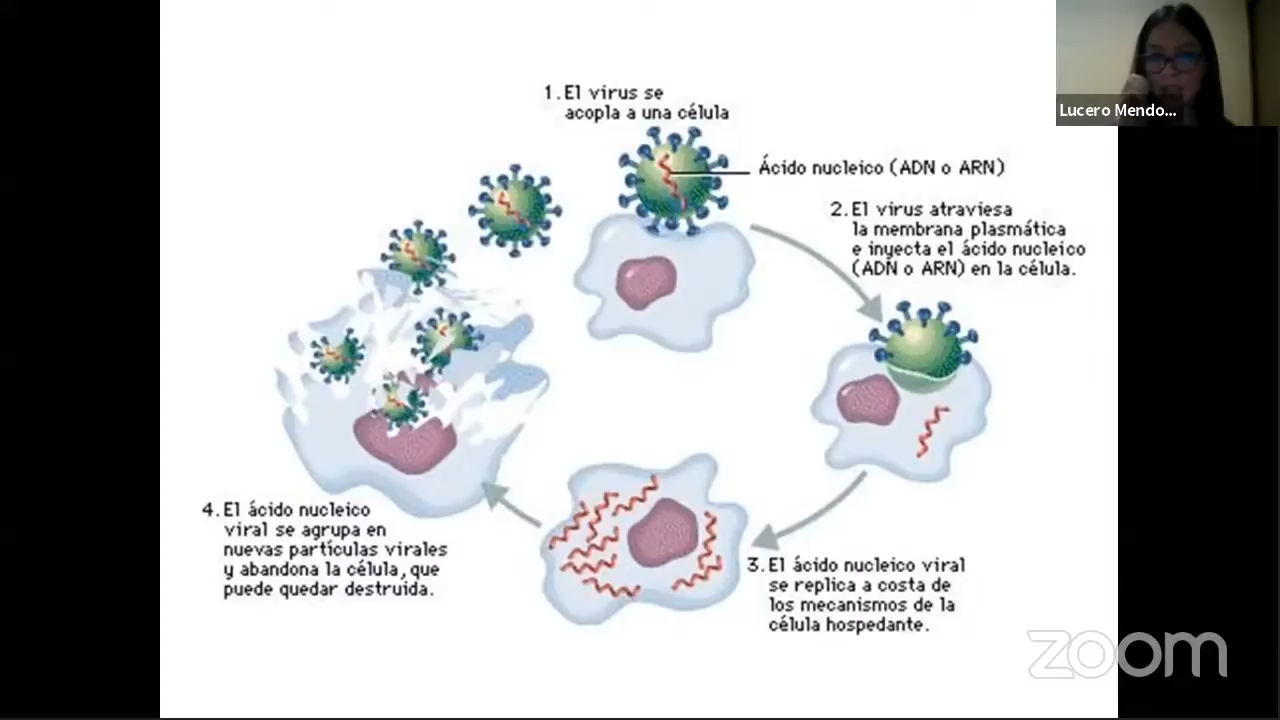 1. El virus se
acopla a una célula
Ácido nucleico (ADN o ARN)
2. El virus atraviesa
la membrana plasmática
e inyecta el ácido nucleico
(ADN o ARN) en la célula.
3. El ácido nucleico viral
se replica a costa de
los mecanismos de la
célula hospedante.
4. El ácido nucleico
viral se agrupa en
nuevas partículas virales
y abandona la célula, que
puede quedar destruida.
Lucero Mendo...
zoom